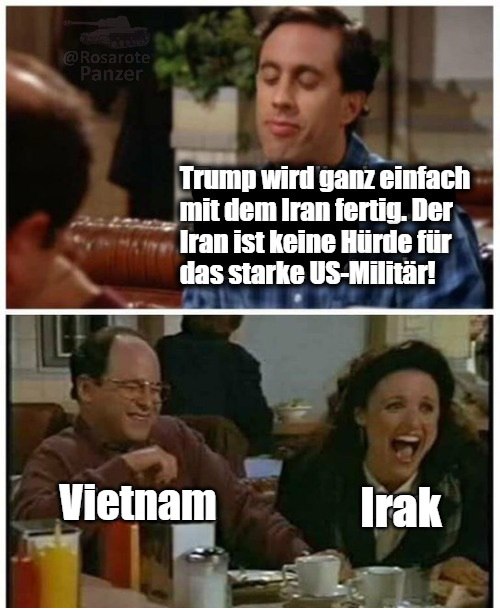 @Rosarote
Panzer
Trump wird ganz einfach
mit dem Iran fertig. Der
Iran ist keine Hürde für
das starke US-Militär!
Vietnam
Irak